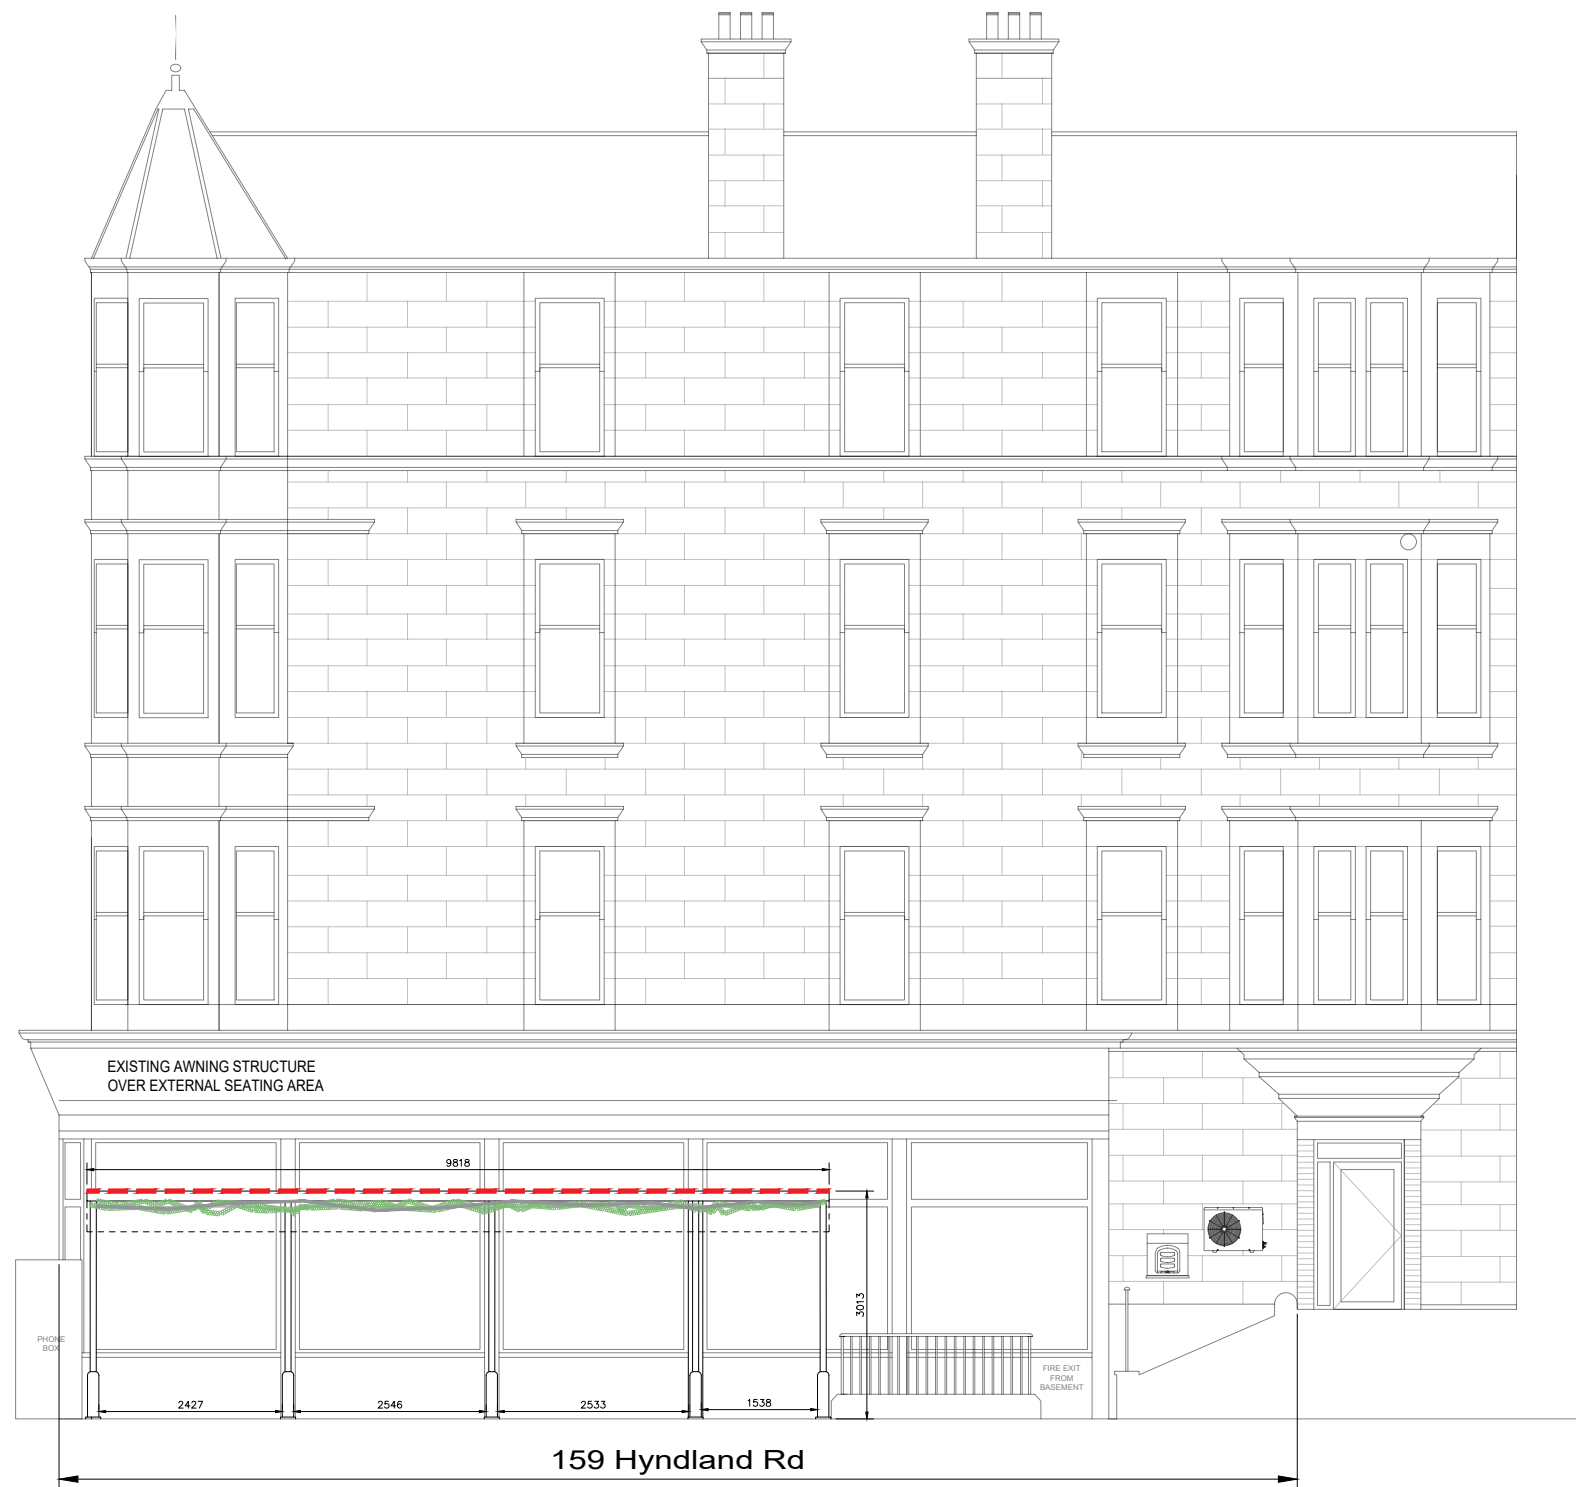 EXISTING AWNING STRUCTURE
OVER EXTERNAL SEATING AREA
9818
3013
PHONE
BOX
FIRE EXIT
FROM
BASEMENT
2427
2546
2533
1538
159 Hyndland Rd